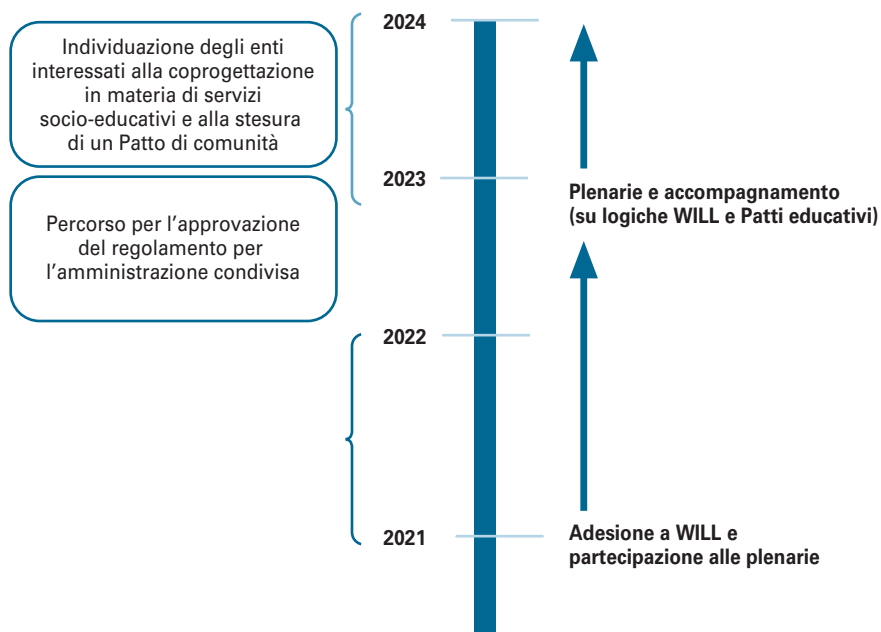 Individuazione degli enti
interessati alla coprogettazione
in materia di servizi
socio-educativi e alla stesura
di un Patto di comunità
Percorso per l'approvazione
del regolamento per
l'amministrazione condivisa
2024
2023
2022
2021
Plenarie e accompagnamento
(su logiche WILL e Patti educativi)
Adesione a WILL e
partecipazione alle plenarie